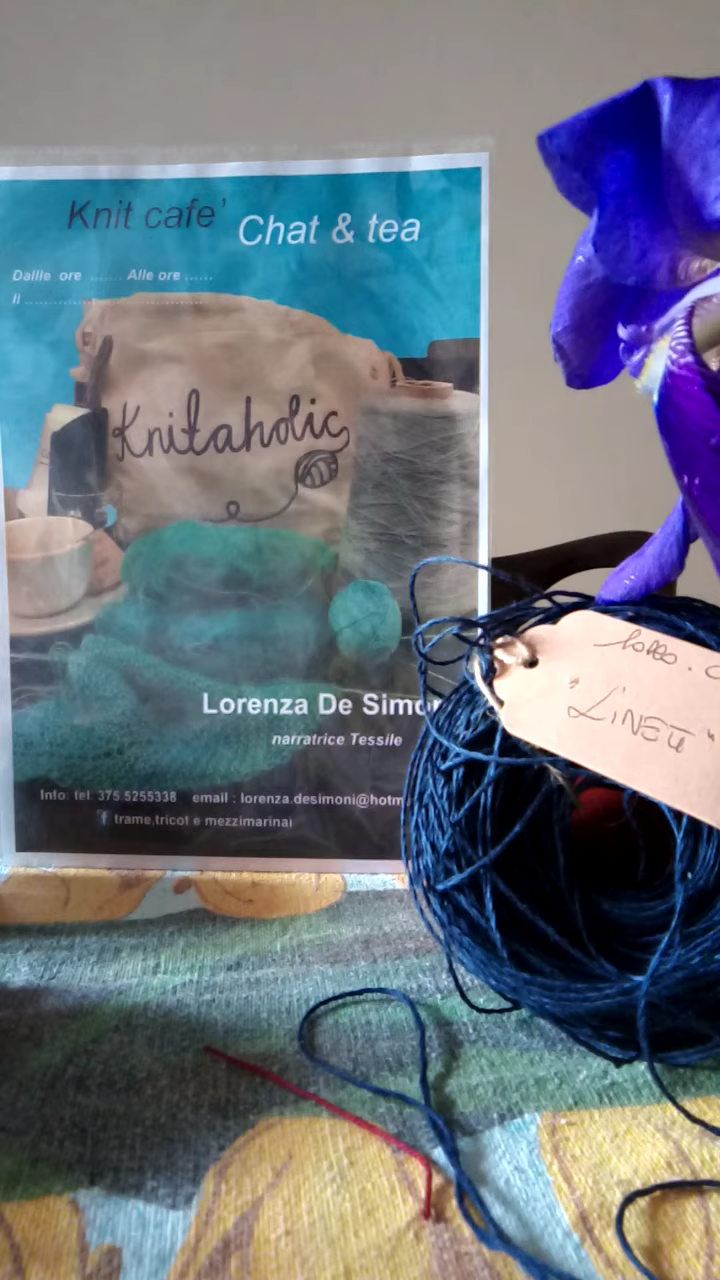 Knit cafe' Chat & tea
Dallle ore ....... Alle ore ......
Il .................................................
Knitaholic
Lorenza De Simo
narratrice Tessile
Info: tel. 375.5255338 email : lorenza.desimoni@hotm
f trame,tricot e mezzimarinai
"LiNEU"